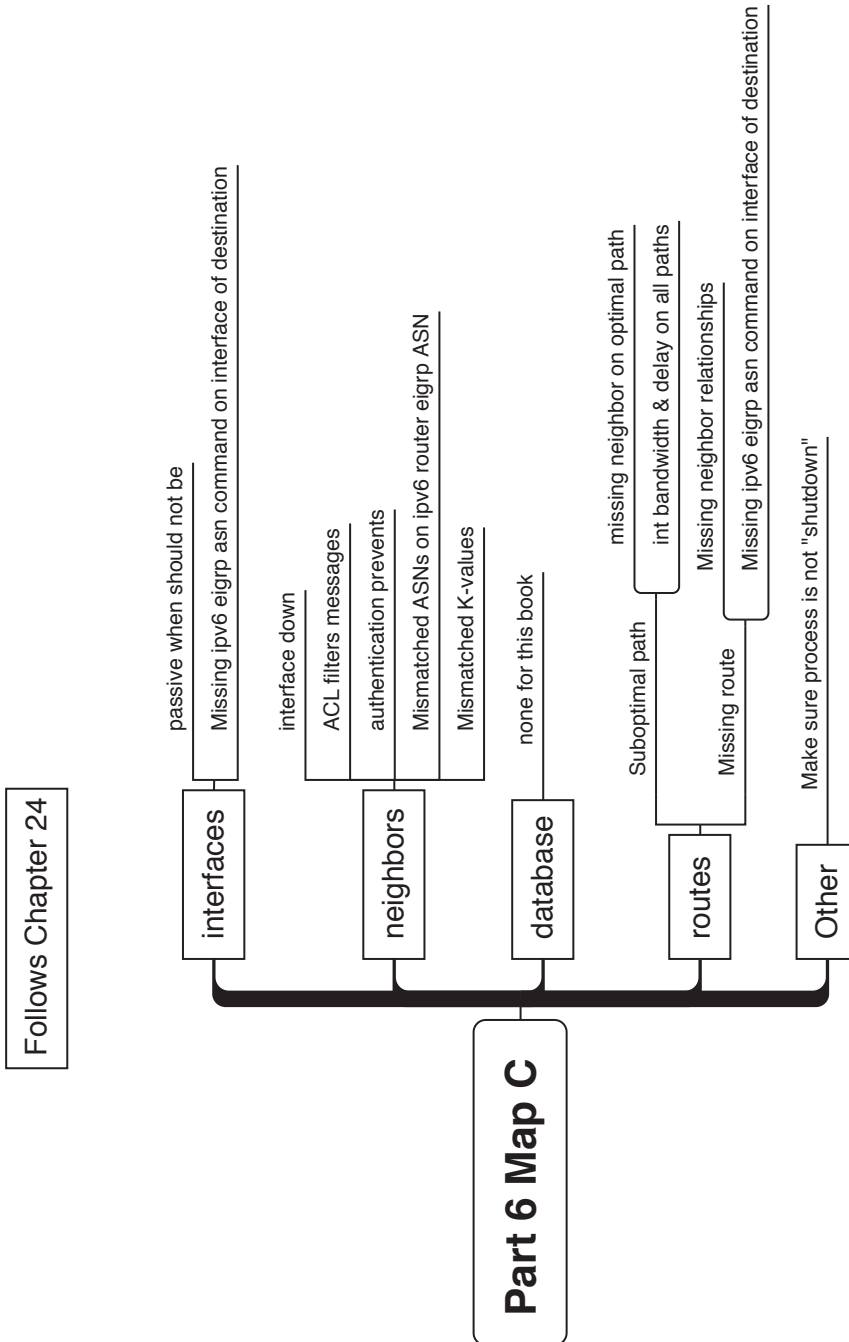 Follows Chapter 24
Part 6 Map C
interfaces
passive when should not be
Missing ipv6 eigrp asn command on interface of destination
neighbors
interface down
ACL filters messages
authentication prevents
Mismatched ASNs on ipv6 router eigrp ASN
Mismatched K-values
database
none for this book
routes
Suboptimal path
missing neighbor on optimal path
int bandwidth & delay on all paths
Missing route
Missing neighbor relationships
Missing ipv6 eigrp asn command on interface of destination
Other
Make sure process is not "shutdown"